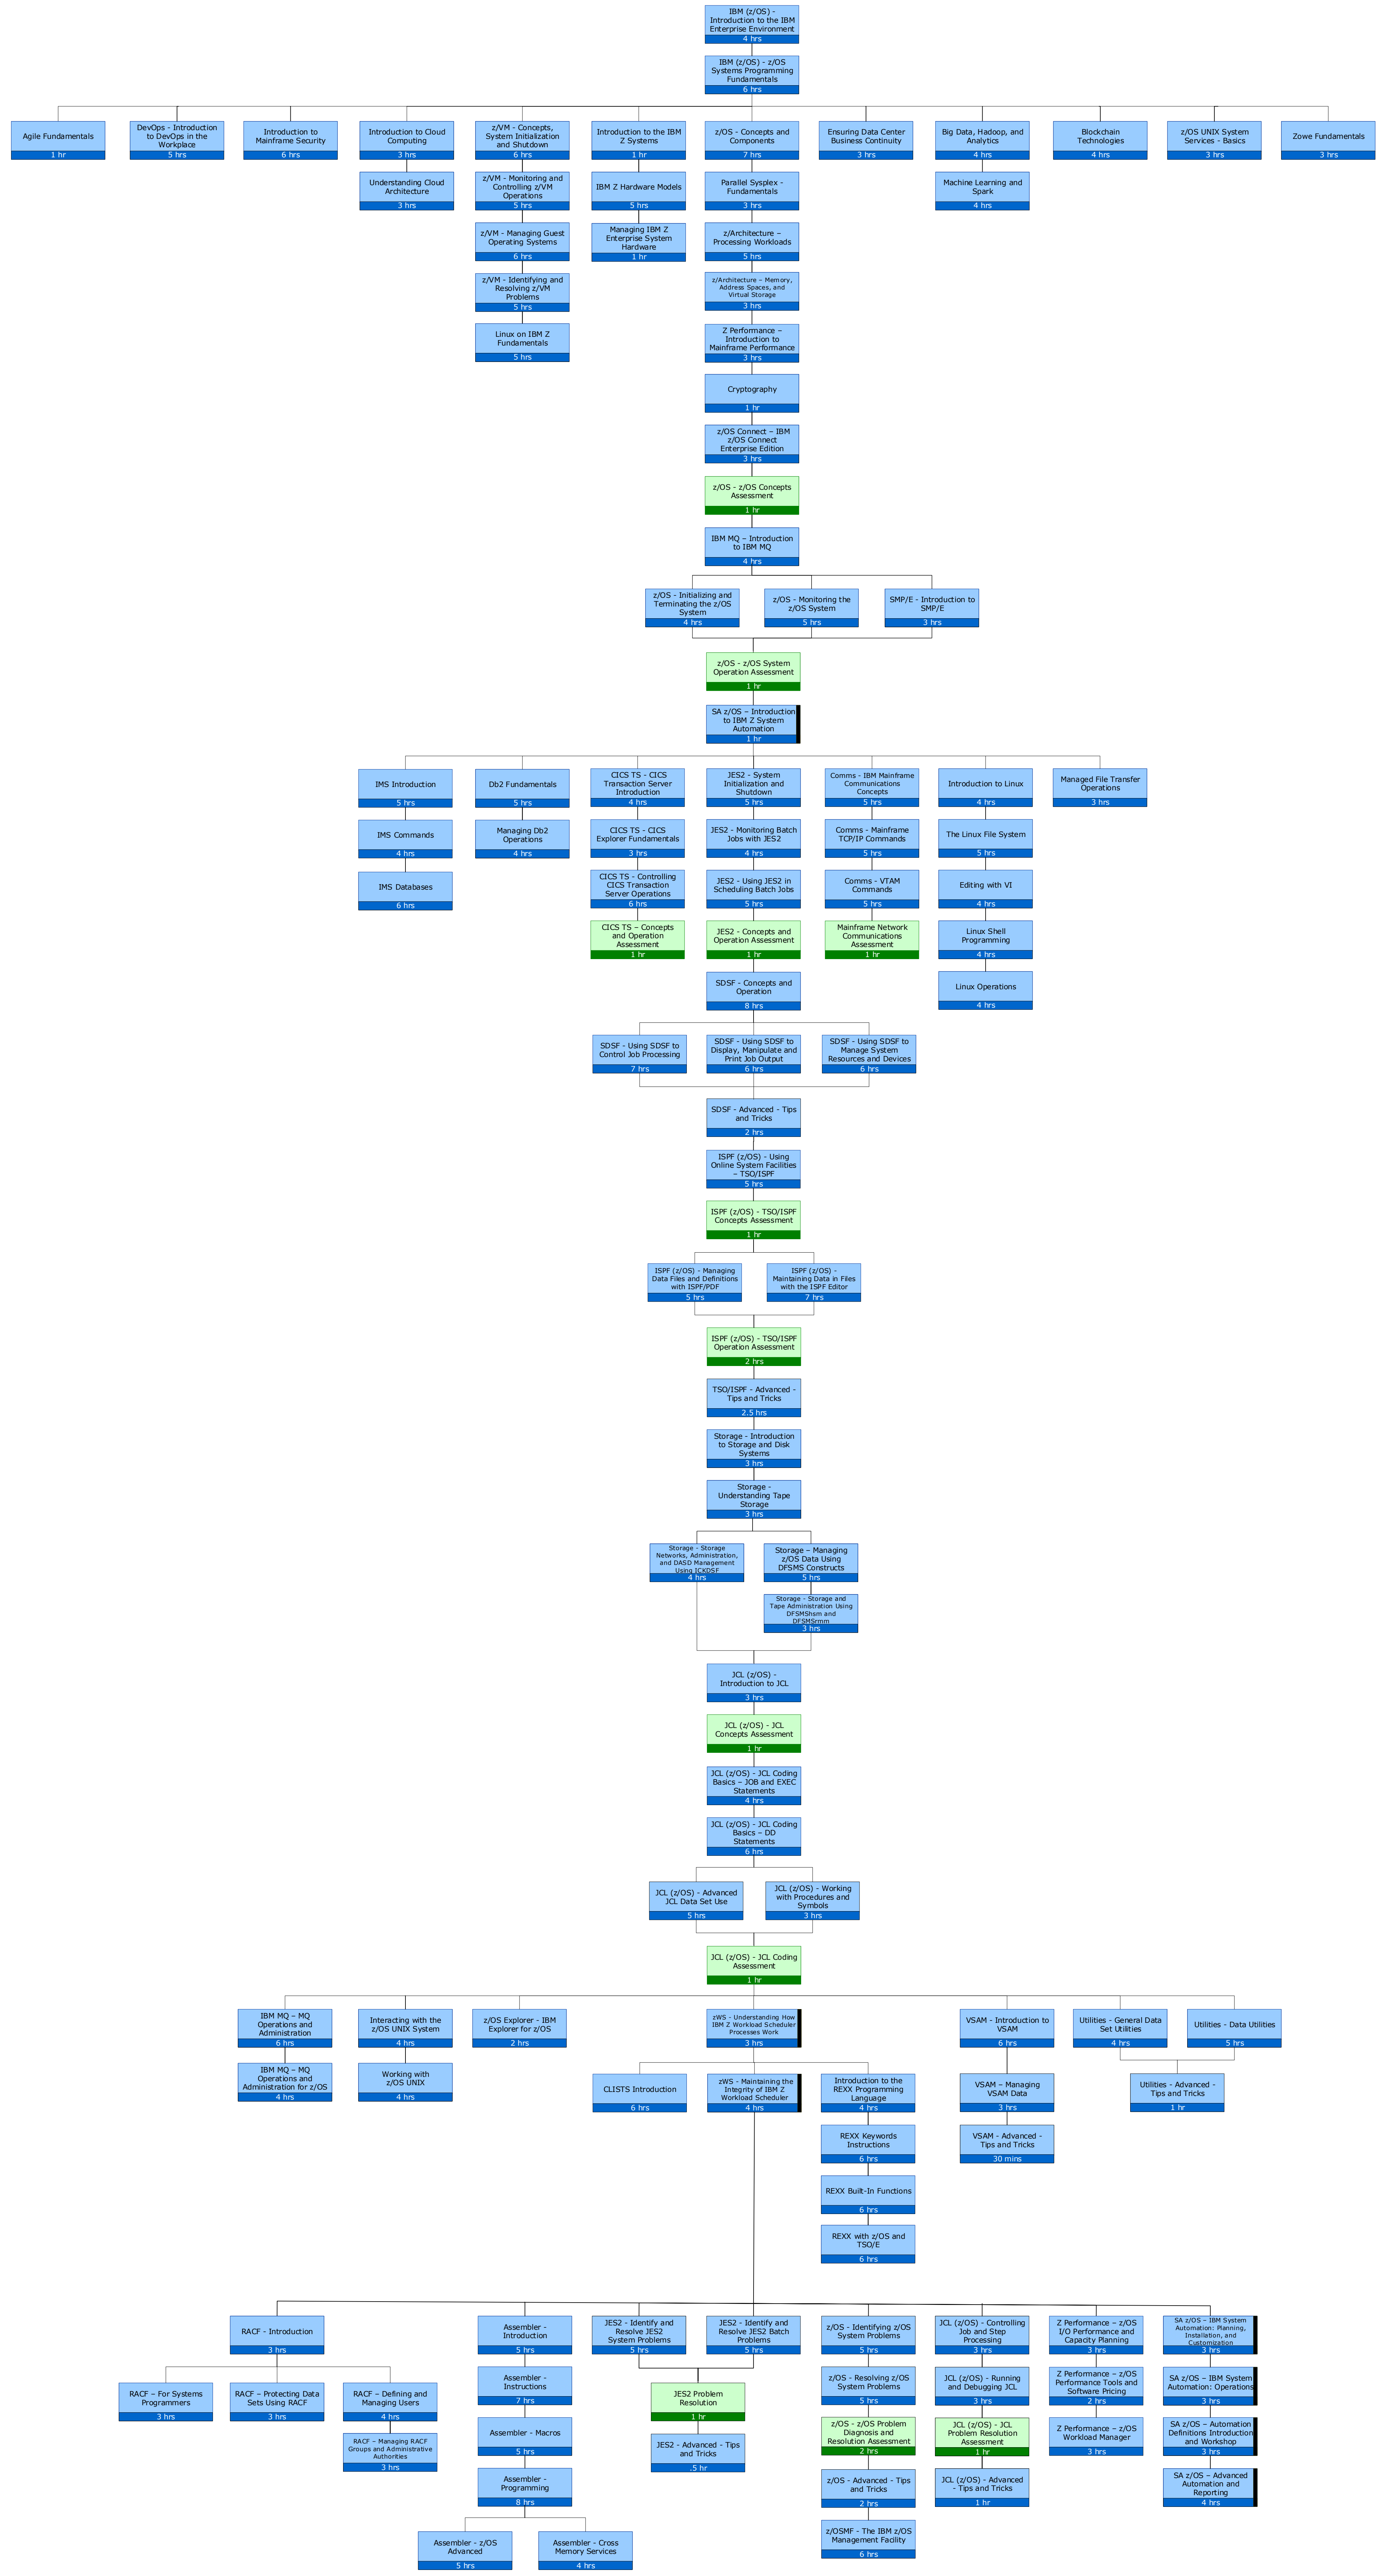 IBM (z/OS) -
Introduction to the IBM
Enterprise Environment
4 hrs
IBM (z/OS) - z/OS
Systems Programming
Fundamentals
6 hrs
Agile Fundamentals
1 hr
DevOps - Introduction
to DevOps in the
Workplace
5 hrs
Introduction to
Mainframe Security
6 hrs
Introduction to Cloud
Computing
3 hrs
z/VM - Concepts,
System Initialization
and Shutdown
6 hrs
Introduction to the IBM
Z Systems
1 hr
z/OS - Concepts and
Components
7 hrs
Ensuring Data Center
Business Continuity
3 hrs
Big Data, Hadoop, and
Analytics
4 hrs
Blockchain
Technologies
4 hrs
z/OS UNIX System
Services - Basics
3 hrs
Zowe Fundamentals
3 hrs
Understanding Cloud
Architecture
3 hrs
z/VM - Monitoring and
Controlling z/VM
Operations
5 hrs
IBM Z Hardware Models
5 hrs
Parallel Sysplex -
Fundamentals
3 hrs
Machine Learning and
Spark
4 hrs
z/VM - Managing Guest
Operating Systems
6 hrs
Managing IBM Z
Enterprise System
Hardware
1 hr
z/Architecture –
Processing Workloads
5 hrs
z/VM - Identifying and
Resolving z/VM
Problems
5 hrs
z/Architecture – Memory,
Address Spaces, and
Virtual Storage
3 hrs
Linux on IBM Z
Fundamentals
5 hrs
Z Performance –
Introduction to
Mainframe Performance
3 hrs
Cryptography
1 hr
z/OS Connect – IBM
z/OS Connect
Enterprise Edition
3 hrs
z/OS - z/OS Concepts
Assessment
1 hr
IBM MQ – Introduction
to IBM MQ
4 hrs
z/OS - Initializing and
Terminating the z/OS
System
4 hrs
z/OS - Monitoring the
z/OS System
5 hrs
SMP/E - Introduction to
SMP/E
3 hrs
z/OS - z/OS System
Operation Assessment
1 hr
SA z/OS – Introduction
to IBM Z System
Automation
1 hr
IMS Introduction
5 hrs
Db2 Fundamentals
5 hrs
CICS TS - CICS
Transaction Server
Introduction
4 hrs
JES2 - System
Initialization and
Shutdown
5 hrs
Comms - IBM Mainframe
Communications
Concepts
5 hrs
Introduction to Linux
4 hrs
Managed File Transfer
Operations
3 hrs
IMS Commands
4 hrs
Managing Db2
Operations
4 hrs
CICS TS - CICS
Explorer Fundamentals
3 hrs
JES2 - Monitoring Batch
Jobs with JES2
4 hrs
Comms - Mainframe
TCP/IP Commands
5 hrs
The Linux File System
5 hrs
IMS Databases
6 hrs
CICS TS - Controlling
CICS Transaction
Server Operations
6 hrs
JES2 - Using JES2 in
Scheduling Batch Jobs
5 hrs
Comms - VTAM
Commands
5 hrs
Editing with VI
4 hrs
CICS TS – Concepts
and Operation
Assessment
1 hr
JES2 - Concepts and
Operation Assessment
1 hr
Mainframe Network
Communications
Assessment
1 hr
Linux Shell
Programming
4 hrs
SDSF - Concepts and
Operation
8 hrs
Linux Operations
4 hrs
SDSF - Using SDSF to
Control Job Processing
7 hrs
SDSF - Using SDSF to
Display, Manipulate and
Print Job Output
6 hrs
SDSF - Using SDSF to
Manage System
Resources and Devices
6 hrs
SDSF - Advanced - Tips
and Tricks
2 hrs
ISPF (z/OS) - Using
Online System Facilities
– TSO/ISPF
5 hrs
ISPF (z/OS) - TSO/ISPF
Concepts Assessment
1 hr
ISPF (z/OS) - Managing
Data Files and Definitions
with ISPF/PDF
5 hrs
ISPF (z/OS) -
Maintaining Data in Files
with the ISPF Editor
7 hrs
ISPF (z/OS) - TSO/ISPF
Operation Assessment
2 hrs
TSO/ISPF - Advanced -
Tips and Tricks
2.5 hrs
Storage - Introduction
to Storage and Disk
Systems
3 hrs
Storage -
Understanding Tape
Storage
3 hrs
Storage - Storage
Networks, Administration,
and DASD Management
Using ICKDSF
4 hrs
Storage – Managing
z/OS Data Using
DFSMS Constructs
5 hrs
Storage - Storage and
Tape Administration Using
DFSMShsm and
DFSMSrmm
3 hrs
JCL (z/OS) -
Introduction to JCL
3 hrs
JCL (z/OS) - JCL
Concepts Assessment
1 hr
JCL (z/OS) - JCL Coding
Basics – JOB and EXEC
Statements
4 hrs
JCL (z/OS) - JCL Coding
Basics – DD
Statements
6 hrs
JCL (z/OS) - Advanced
JCL Data Set Use
5 hrs
JCL (z/OS) - Working
with Procedures and
Symbols
3 hrs
JCL (z/OS) - JCL Coding
Assessment
1 hr
IBM MQ – MQ
Operations and
Administration
6 hrs
Interacting with the
z/OS UNIX System
4 hrs
z/OS Explorer - IBM
Explorer for z/OS
2 hrs
zWS - Understanding How
IBM Z Workload Scheduler
Processes Work
3 hrs
VSAM - Introduction to
VSAM
6 hrs
Utilities - General Data
Set Utilities
4 hrs
Utilities - Data Utilities
5 hrs
IBM MQ – MQ
Operations and
Administration for z/OS
4 hrs
Working with
z/OS UNIX
4 hrs
CLISTS Introduction
6 hrs
zWS - Maintaining the
Integrity of IBM Z
Workload Scheduler
4 hrs
Introduction to the
REXX Programming
Language
4 hrs
VSAM – Managing
VSAM Data
3 hrs
Utilities - Advanced -
Tips and Tricks
1 hr
REXX Keywords
Instructions
6 hrs
VSAM - Advanced -
Tips and Tricks
30 mins
REXX Built-In Functions
6 hrs
REXX with z/OS and
TSO/E
6 hrs
RACF - Introduction
3 hrs
Assembler -
Introduction
5 hrs
JES2 - Identify and
Resolve JES2
System Problems
5 hrs
JES2 - Identify and
Resolve JES2 Batch
Problems
5 hrs
z/OS - Identifying z/OS
System Problems
5 hrs
JCL (z/OS) - Controlling
Job and Step
Processing
3 hrs
Z Performance – z/OS
I/O Performance and
Capacity Planning
3 hrs
SA z/OS – IBM System
Automation: Planning,
Installation, and
Customization
3 hrs
RACF – For Systems
Programmers
3 hrs
RACF – Protecting Data
Sets Using RACF
3 hrs
RACF – Defining and
Managing Users
4 hrs
Assembler -
Instructions
7 hrs
JES2 Problem
Resolution
1 hr
z/OS - Resolving z/OS
System Problems
5 hrs
JCL (z/OS) - Running
and Debugging JCL
3 hrs
Z Performance – z/OS
Performance Tools and
Software Pricing
2 hrs
SA z/OS – IBM System
Automation: Operations
3 hrs
RACF – Managing RACF
Groups and Administrative
Authorities
3 hrs
Assembler - Macros
5 hrs
JES2 - Advanced - Tips
and Tricks
.5 hr
z/OS - z/OS Problem
Diagnosis and
Resolution Assessment
2 hrs
JCL (z/OS) - JCL
Problem Resolution
Assessment
1 hr
Z Performance – z/OS
Workload Manager
3 hrs
SA z/OS – Automation
Definitions Introduction
and Workshop
3 hrs
Assembler -
Programming
8 hrs
z/OS - Advanced - Tips
and Tricks
2 hrs
JCL (z/OS) - Advanced
- Tips and Tricks
1 hr
SA z/OS – Advanced
Automation and
Reporting
4 hrs
Assembler - z/OS
Advanced
5 hrs
Assembler - Cross
Memory Services
4 hrs
z/OSMF - The IBM z/OS
Management Facility
6 hrs